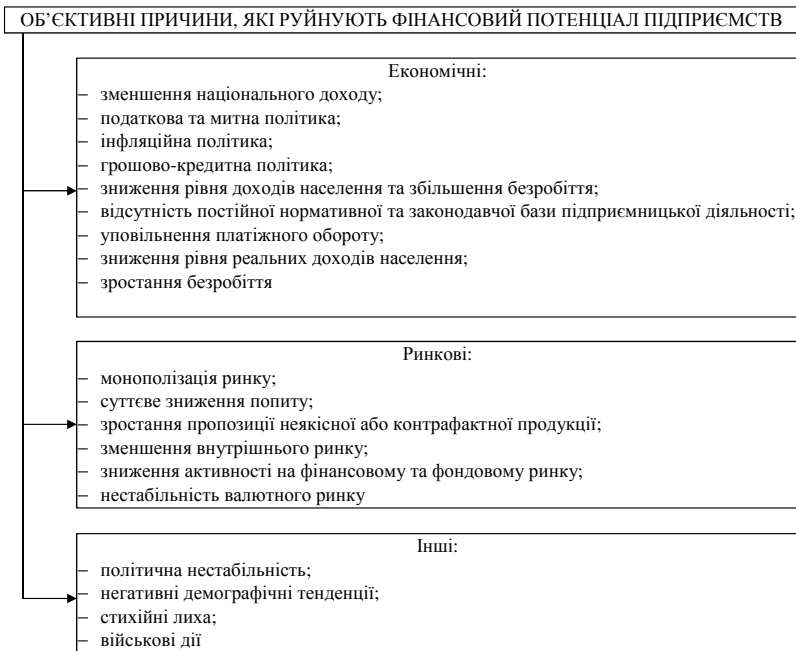 ОБ’ЄКТИВНІ ПРИЧИНИ, ЯКІ РУЙНУЮТЬ ФІНАНСОВИЙ ПОТЕНЦІАЛ ПІДПРИЄМСТВ
Економічні:
– зменшення національного доходу;
– податкова та митна політика;
– інфляційна політика;
– грошово-кредитна політика;
– зниження рівня доходів населення та збільшення безробіття;
– відсутність постійної нормативної та законодавчої бази підприємницької діяльності;
– уповільнення платіжного обороту;
– зниження рівня реальних доходів населення;
– зростання безробіття
Ринкові:
– монополізація ринку;
– суттєве зниження попиту;
– зростання пропозиції неякісної або контрафактної продукції;
– зменшення внутрішнього ринку;
– зниження активності на фінансовому та фондовому ринку;
– нестабільність валютного ринку
Інші:
– політична нестабільність;
– негативні демографічні тенденції;
– стихійні лиха;
– військові дії